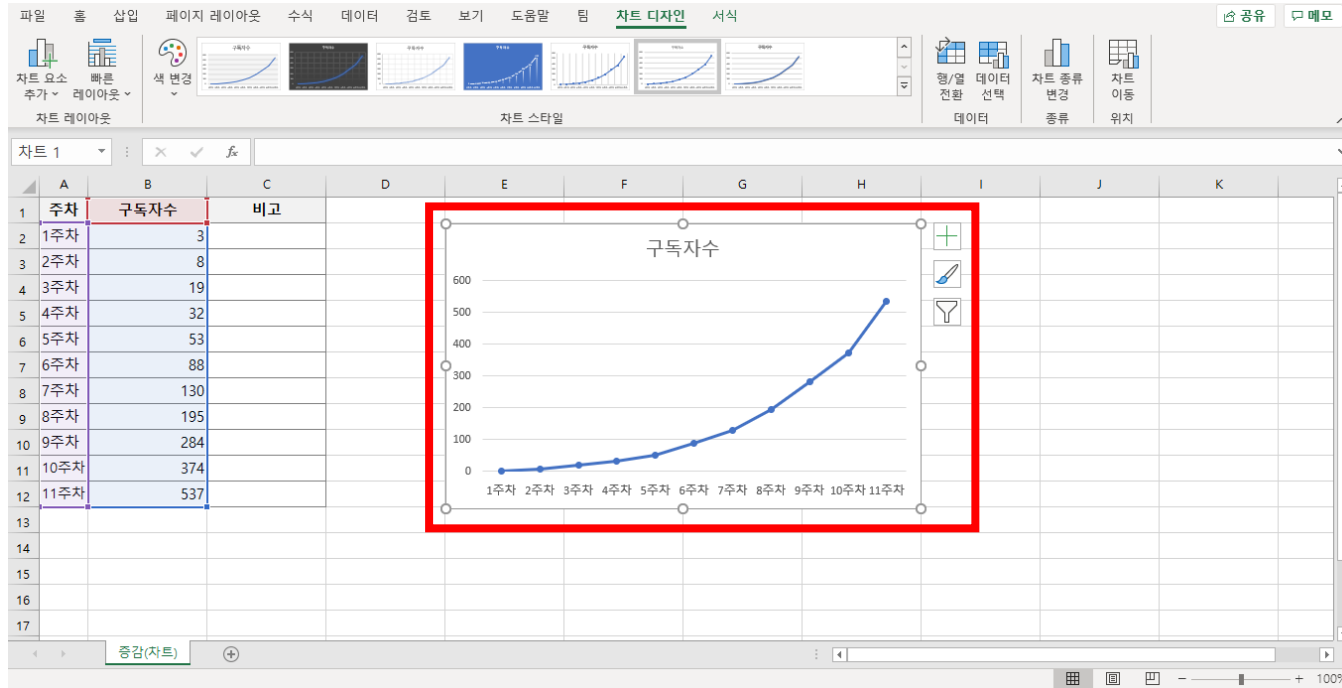 파일 홈 삽입 페이지 레이아웃 수식 데이터 검토 보기 도움말 팀 차트 디자인 서식 공유 메모
차트 요소 추가 빠른 레이아웃 색 변경 행/열 전환 데이터 선택 차트 종류 변경 차트 이동
차트 레이아웃 차트 스타일 데이터 종류 위치
차트 1 fx
A B C D E F G H I J K
1 주차 구독자수 비고
2 1주차 3
3 2주차 8
4 3주차 19
5 4주차 32
6 5주차 53
7 6주차 88
8 7주차 130
9 8주차 195
10 9주차 284
11 10주차 374
12 11주차 537
13
14
15
16
17
구독자수
600
500
400
300
200
100
0
1주차 2주차 3주차 4주차 5주차 6주차 7주차 8주차 9주차 10주차 11주차
증감(차트)
100%